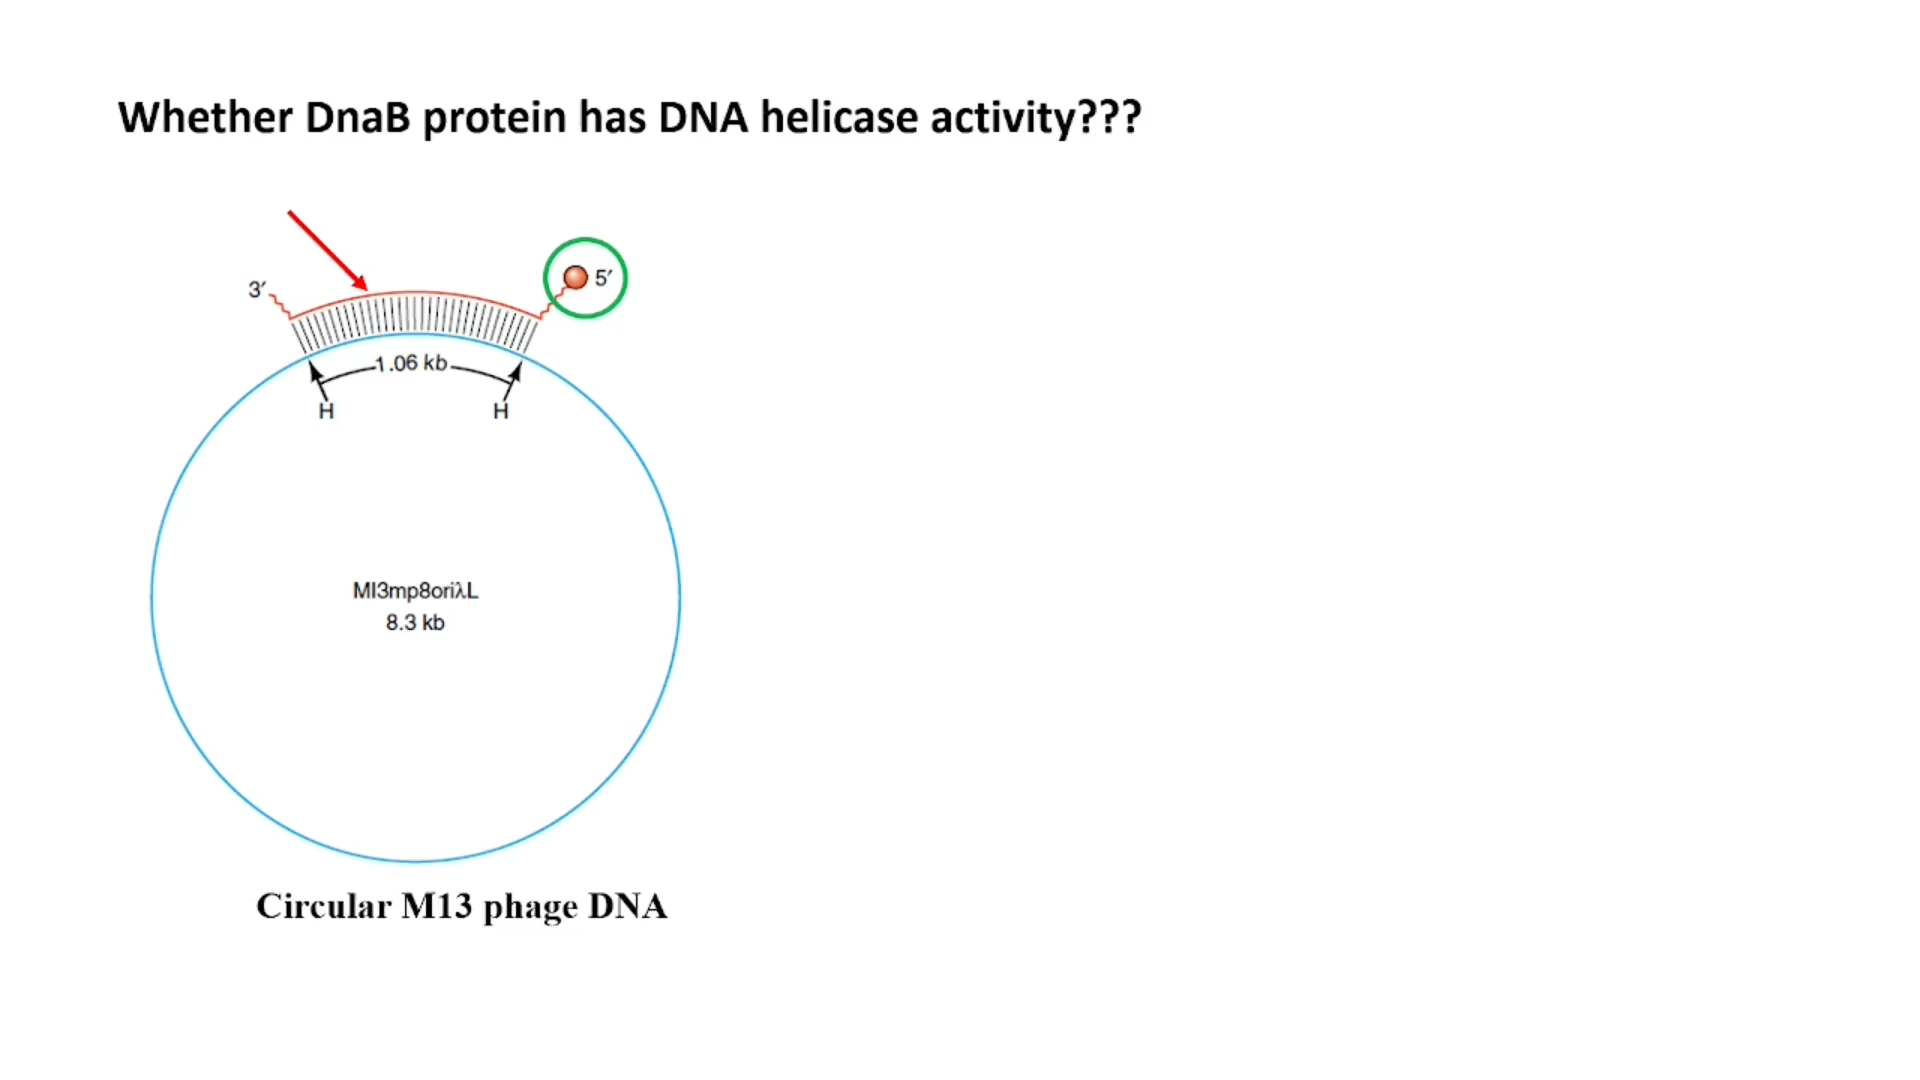 Whether DnaB protein has DNA helicase activity???
3′
5′
1.06 kb
H H
MI3mp8oriλL
8.3 kb
Circular M13 phage DNA